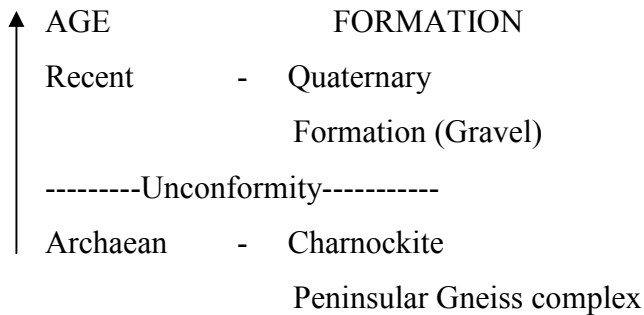 AGE FORMATION
Recent - Quaternary
Formation (Gravel)
---------Unconformity-----------
Archaean - Charnockite
Peninsular Gneiss complex